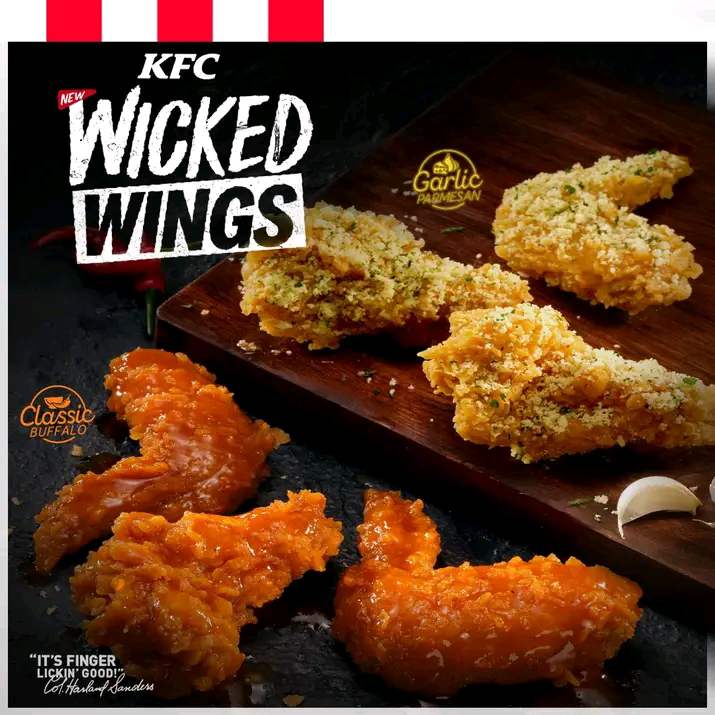 KFC
NEW
WICKED
WINGS
Garlic
PARMESAN
Classic
BUFFALO
“IT'S FINGER
LICKIN' GOOD!”
Col. Harland Sanders